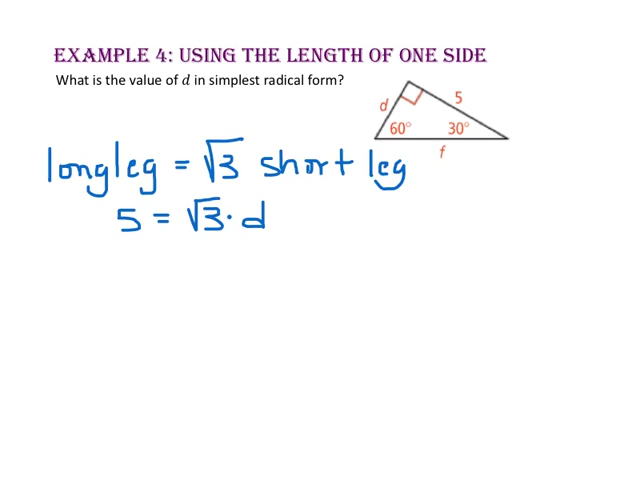 EXAMPLE 4: USING THE LENGTH OF ONE SIDE
What is the value of d in simplest radical form?
d
5
60°
30°
f
long leg = √3 short leg
5 = √3 · d